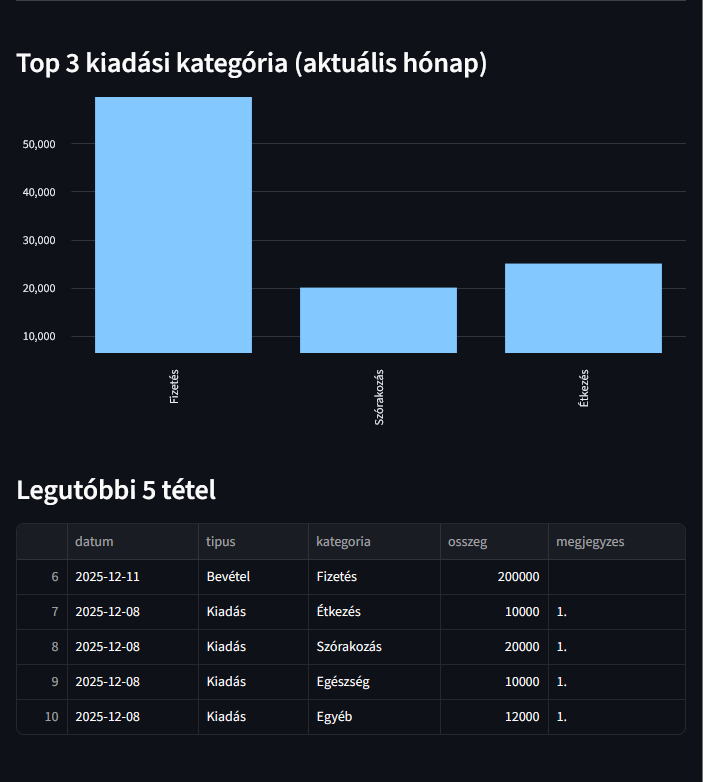 Top 3 kiadási kategória (aktuális hónap)
50,000
40,000
30,000
20,000
10,000
Fizetés
Szórakozás
Étkezés
Legutóbbi 5 tétel
datum tipus kategoria osszeg megjegyzes
6 2025-12-11 Bevétel Fizetés 200000
7 2025-12-08 Kiadás Étkezés 10000 1.
8 2025-12-08 Kiadás Szórakozás 20000 1.
9 2025-12-08 Kiadás Egészség 10000 1.
10 2025-12-08 Kiadás Egyéb 12000 1.